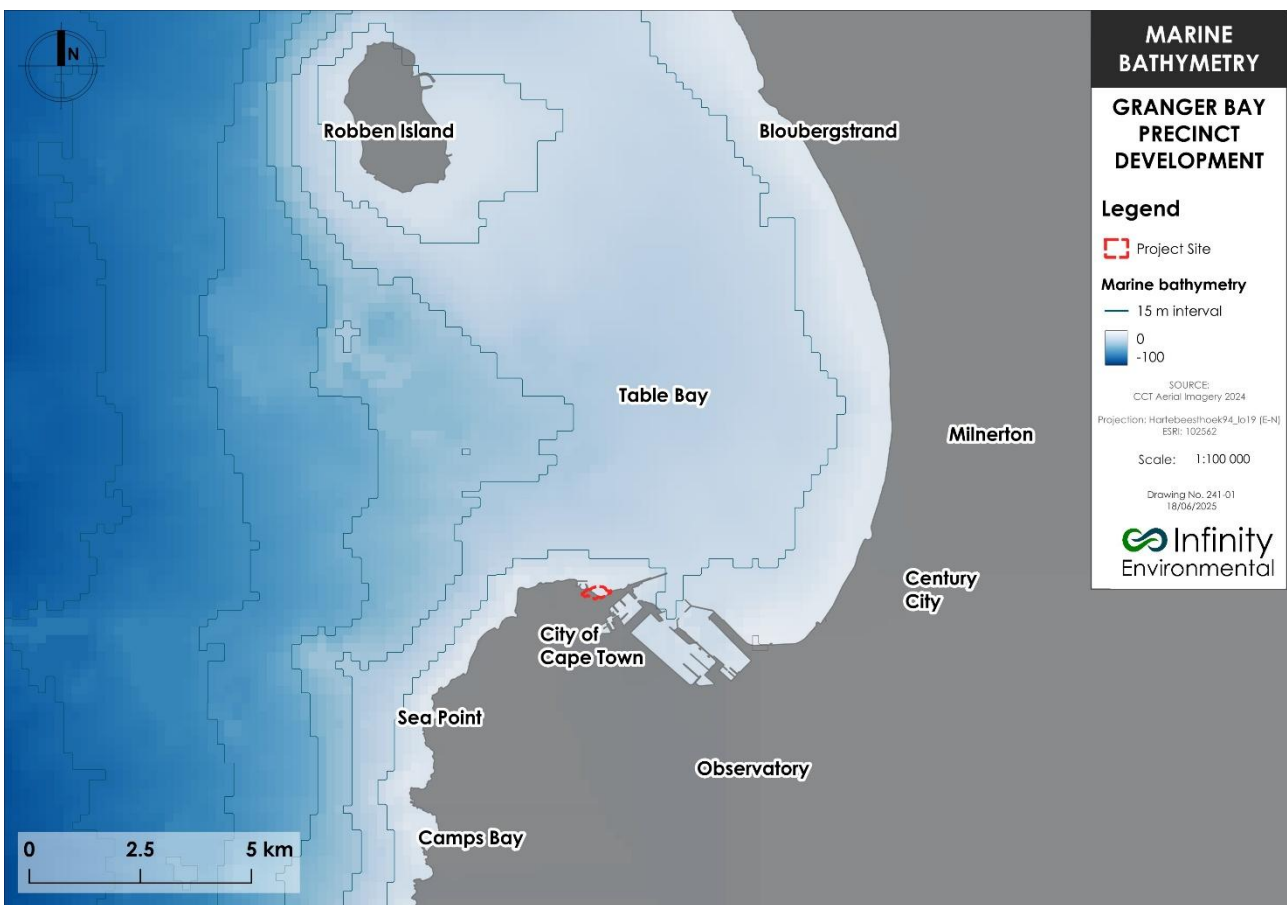 N
Robben Island
Bloubergstrand
Table Bay
Milnerton
Century
City
City of
Cape Town
Sea Point
Observatory
Camps Bay
0 2.5 5 km
MARINE
BATHYMETRY
GRANGER BAY
PRECINCT
DEVELOPMENT
Legend
Project Site
Marine bathymetry
15 m interval
0
-100
SOURCE:
CCT Aerial Imagery 2024
Projection: Hartebeesthoek94_lo19 (E-N)
ESRI: 102562
Scale: 1:100 000
Drawing No. 241-01
18/06/2025
Infinity
Environmental